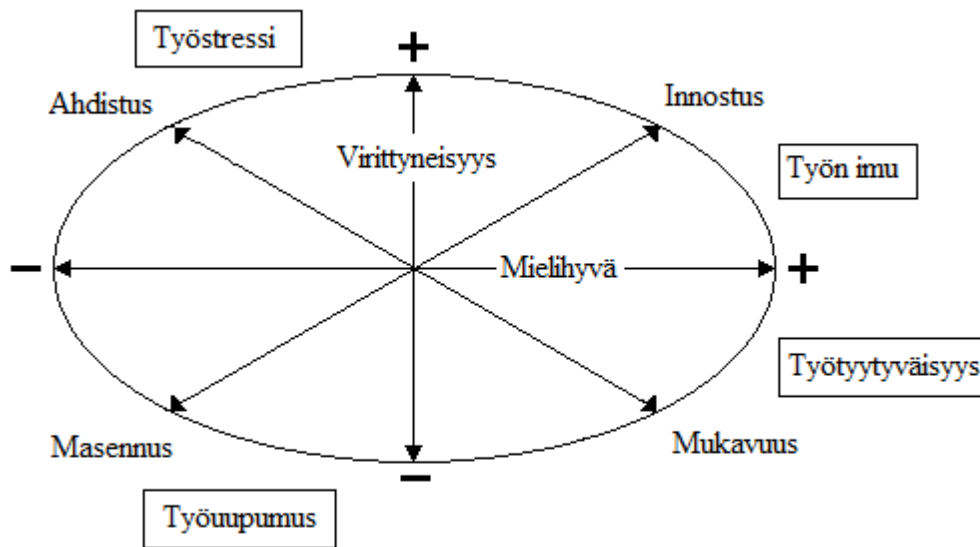 Työstressi
+
Ahdistus
Innostus
Virittyneisyys
Työn imu
− Mielihyvä +
Työtyytyväisyys
Masennus
Mukavuus
−
Työuupumus